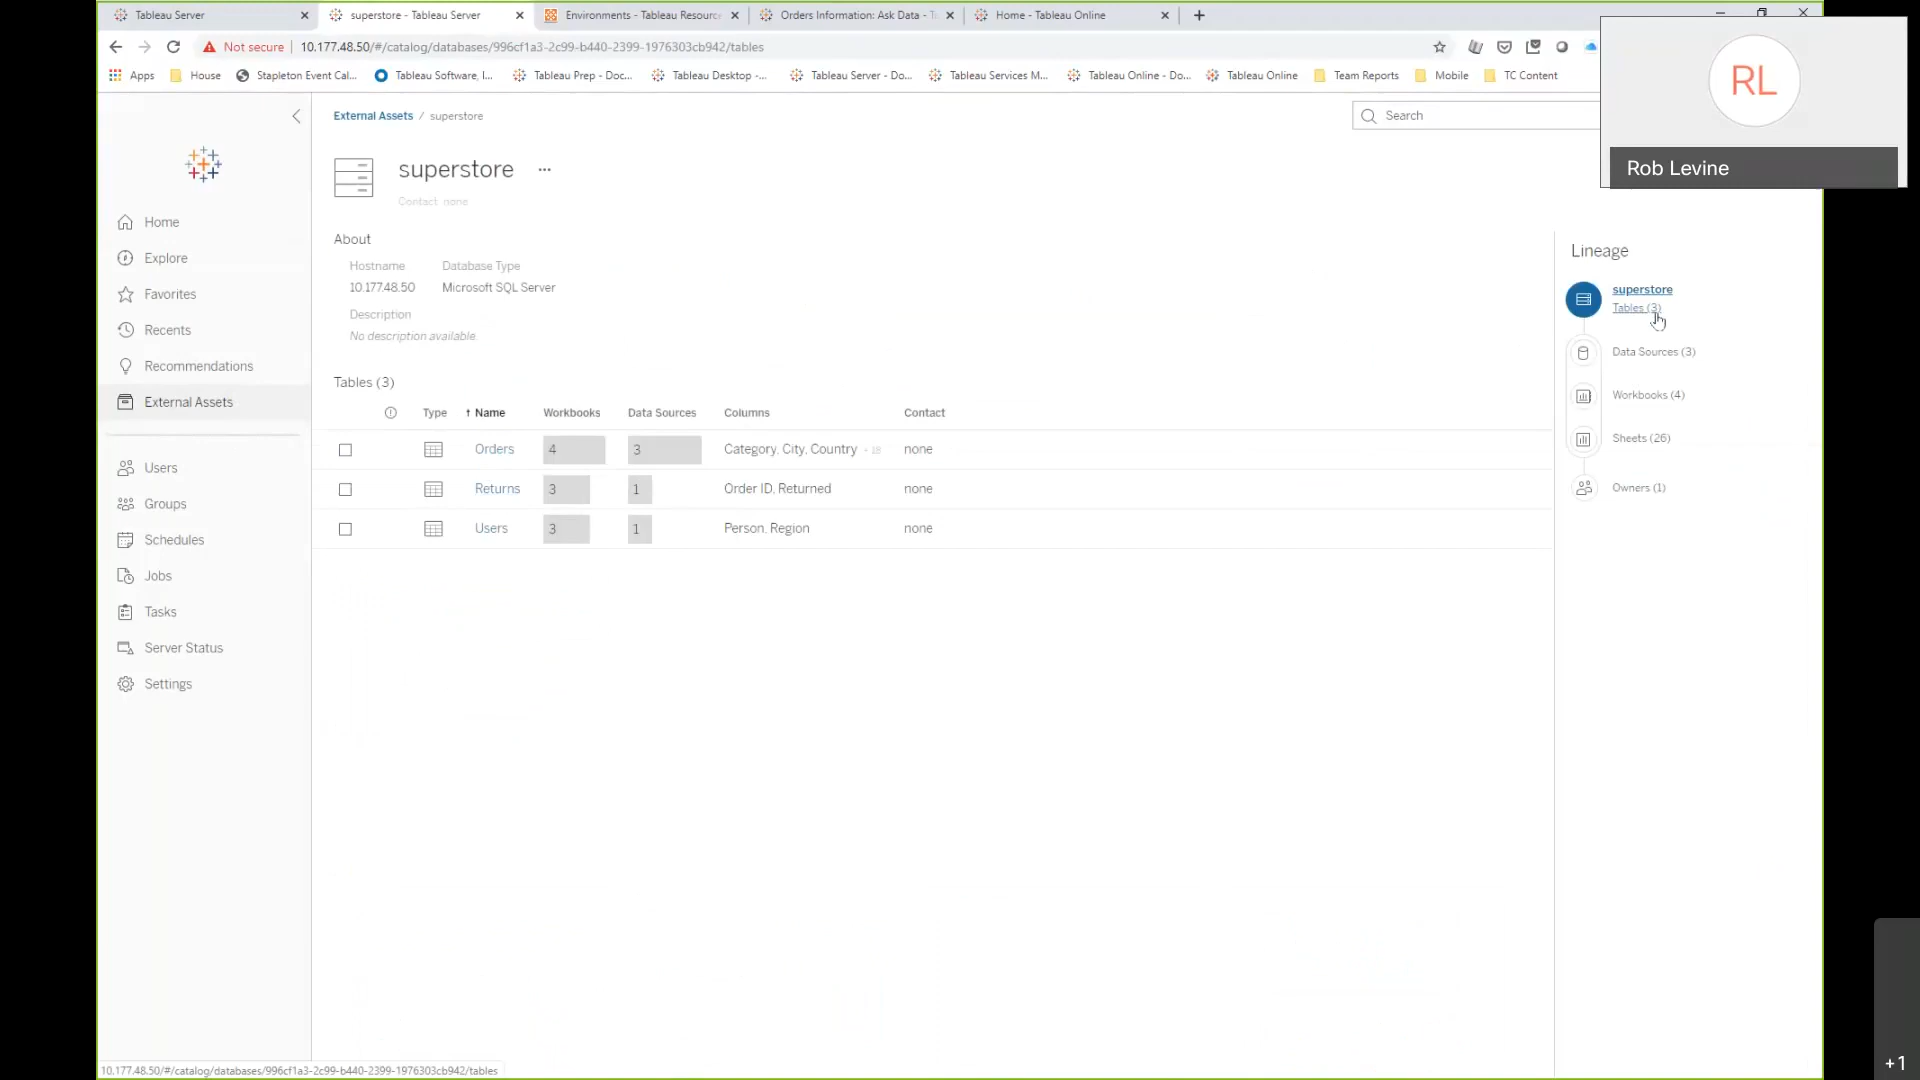 Tableau Server
superstore - Tableau Server
Environments - Tableau Resourc
Orders Information: Ask Data - T
Home - Tableau Online
Not secure
10.177.48.50/#/catalog/databases/996cf1a3-2c99-b440-2399-1976303cb942/tables
Apps
House
Stapleton Event Cal...
Tableau Software, I...
Tableau Prep - Doc...
Tableau Desktop -...
Tableau Server - Do...
Tableau Services M...
Tableau Online - Do...
Tableau Online
Team Reports
Mobile
TC Content
RL
Rob Levine
Home
Explore
Favorites
Recents
Recommendations
External Assets
Users
Groups
Schedules
Jobs
Tasks
Server Status
Settings
External Assets / superstore
Search
superstore ...
Contact none
About
Hostname Database Type
10.177.48.50 Microsoft SQL Server
Description
No description available.
Tables (3)
Type ↑ Name Workbooks Data Sources Columns Contact
Orders 4 3 Category, City, Country + 18 none
Returns 3 1 Order ID, Returned none
Users 3 1 Person, Region none
Lineage
superstore
Tables (3)
Data Sources (3)
Workbooks (4)
Sheets (26)
Owners (1)
10.177.48.50/#/catalog/databases/996cf1a3-2c99-b440-2399-1976303cb942/tables
+1